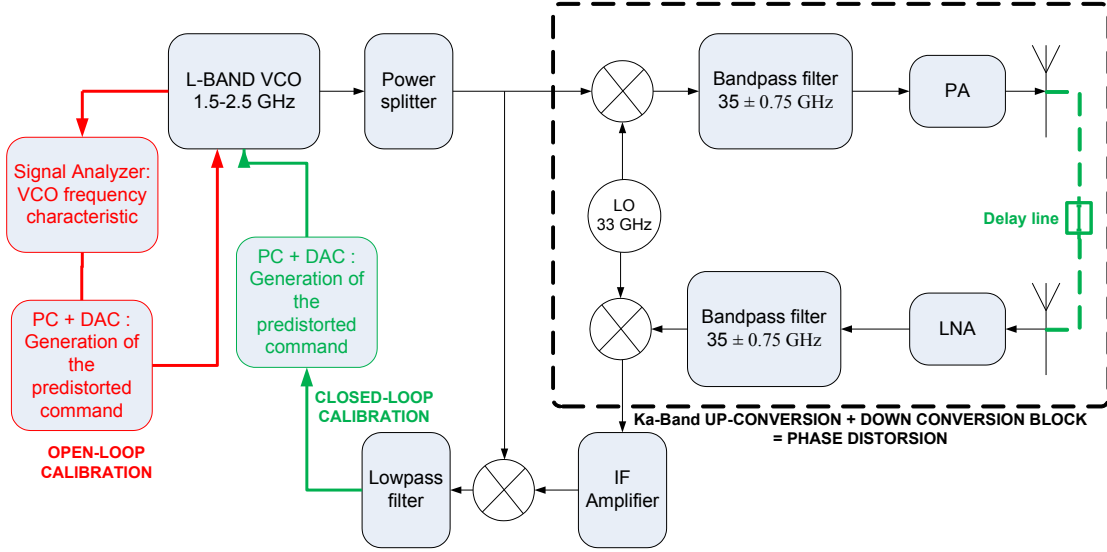 L-BAND VCO
1.5-2.5 GHz
Power
splitter
Bandpass filter
35 ± 0.75 GHz
PA
Signal Analyzer:
VCO frequency
characteristic
LO
33 GHz
Delay line
PC + DAC :
Generation of
the
predistorted
command
PC + DAC :
Generation of
the
predistorted
command
Bandpass filter
35 ± 0.75 GHz
LNA
CLOSED-LOOP
CALIBRATION
Ka-Band UP-CONVERSION + DOWN CONVERSION BLOCK
= PHASE DISTORSION
OPEN-LOOP
CALIBRATION
Lowpass
filter
IF
Amplifier